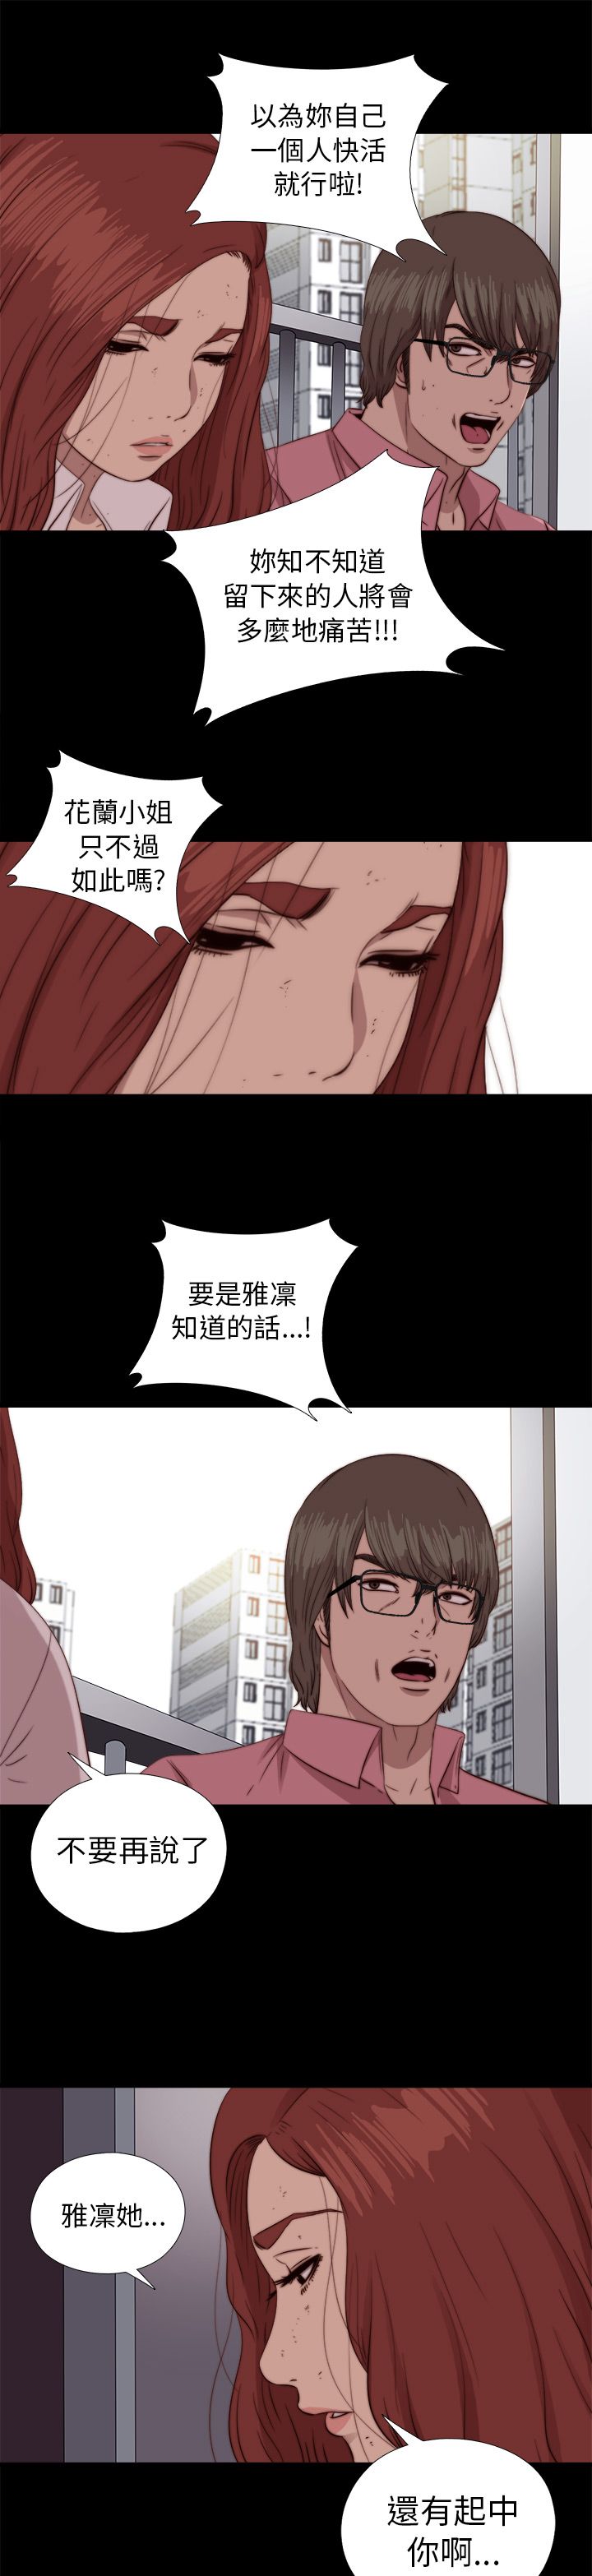 以為妳自己
一個人快活
就行啦!
妳知不知道
留下來的人將會
多麼地痛苦!!!
花蘭小姐
只不過
如此嗎?
要是雅凜
知道的話...!
不要再說了
雅凜她...
還有起中
你啊...